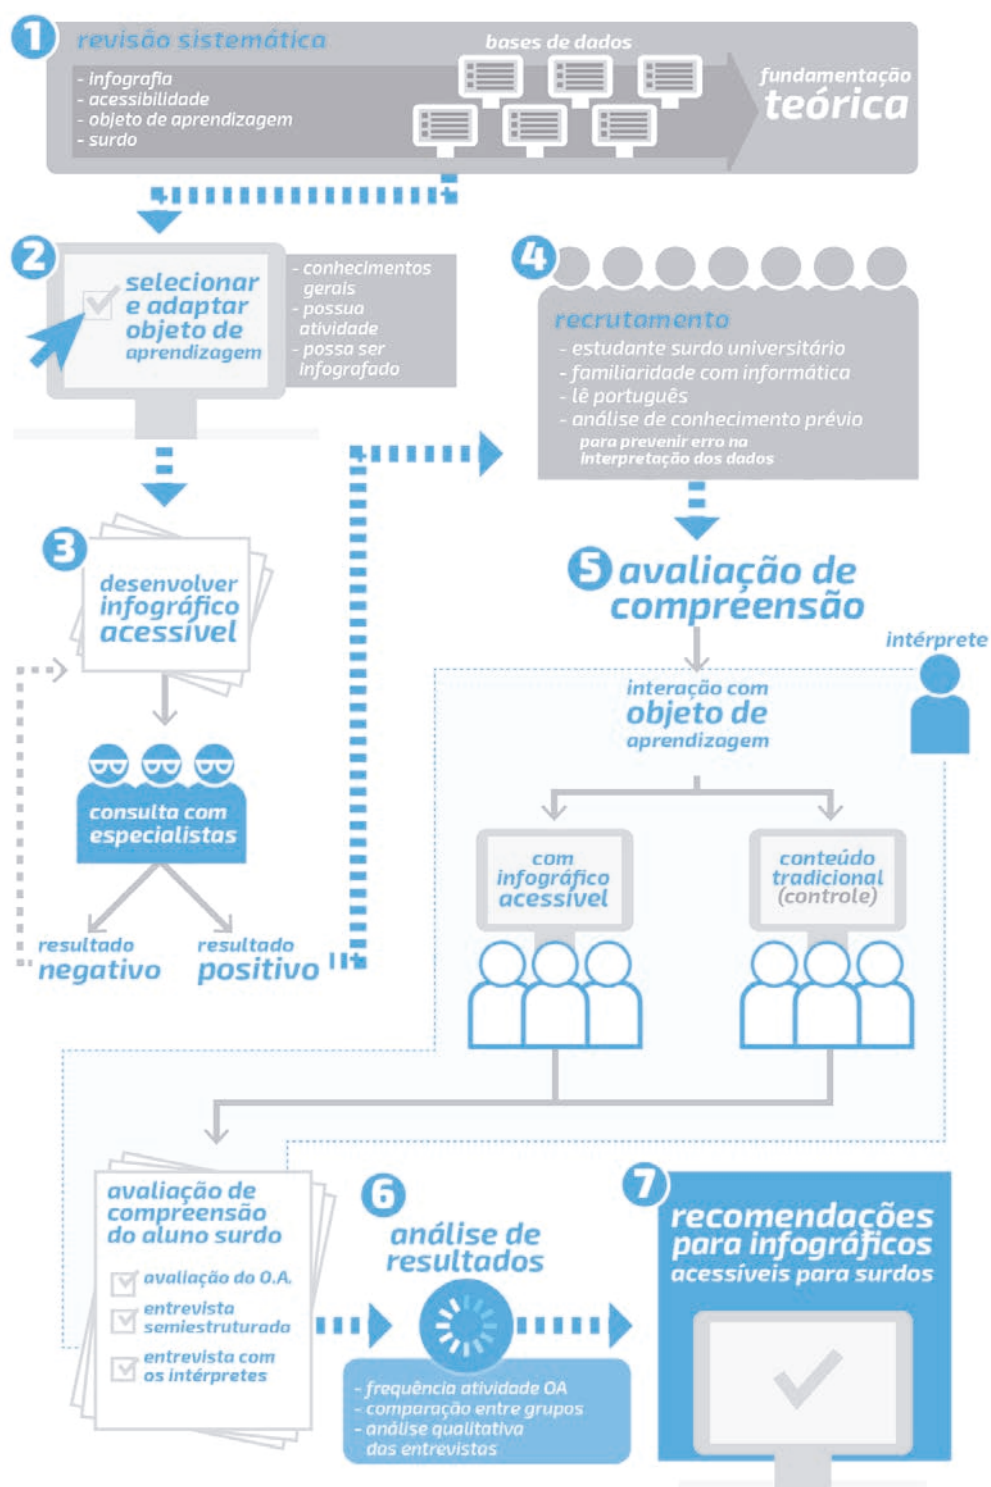 1
revisão sistemática
- infografia
- acessibilidade
- objeto de aprendizagem
- surdo
bases de dados
fundamentação
teórica
2
selecionar
e adaptar
objeto de
aprendizagem
- conhecimentos
gerais
- possua
atividade
- possa ser
infografado
3
desenvolver
infográfico
acessível
consulta com
especialistas
resultado
negativo
resultado
positivo
4
recrutamento
- estudante surdo universitário
- familiaridade com informática
- lê português
- análise de conhecimento prévio
para prevenir erro na
interpretação dos dados
5 avaliação de
compreensão
intérprete
interação com
objeto de
aprendizagem
com
infográfico
acessível
conteúdo
tradicional
(controle)
avaliação de
compreensão
do aluno surdo
avaliação do O.A.
entrevista
semiestruturada
entrevista com
os intérpretes
6
análise de
resultados
- frequência atividade OA
- comparação entre grupos
- análise qualitativa
das entrevistas
7
recomendações
para infográficos
acessíveis para surdos